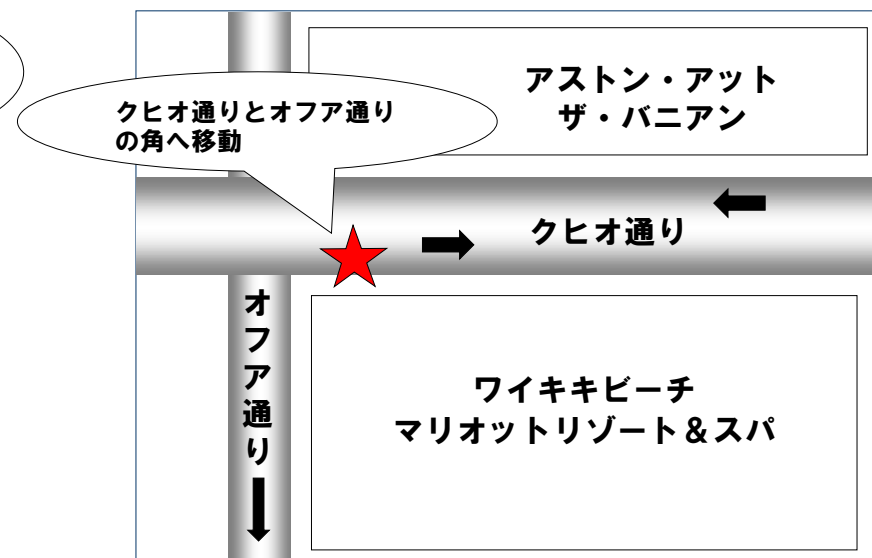 アストン・アット
ザ・バニアン
クヒオ通りとオフア通り
の角へ移動
クヒオ通り
オフア通り
ワイキキビーチ
マリオットリゾート＆スパ